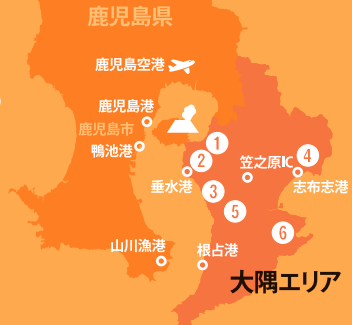 鹿児島県
鹿児島空港
鹿児島港
鹿児島市
鴨池港
1
2
笠之原IC
4
垂水港
志布志港
3
5
6
山川漁港
根占港
大隅エリア